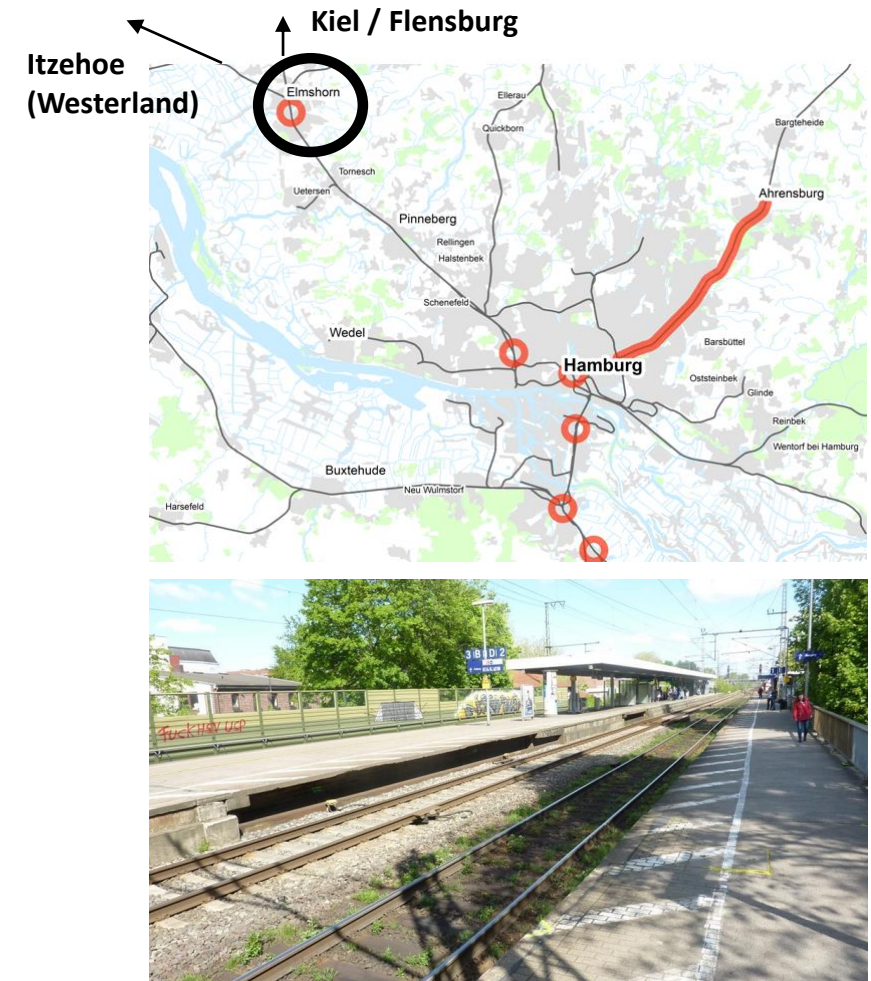 Kiel / Flensburg
Itzehoe
(Westerland)
Elmshorn
Ellerau
Bargteheide
Quickborn
Tornesch
Uetersen
Ahrensburg
Pinneberg
Rellingen
Halstenbek
Schenefeld
Wedel
Barsbüttel
Hamburg
Oststeinbek
Glinde
Reinbek
Wentorf bei Hamburg
Buxtehude
Neu Wulmstorf
Harsefeld
3 B D 2
FUCK HSV UGP